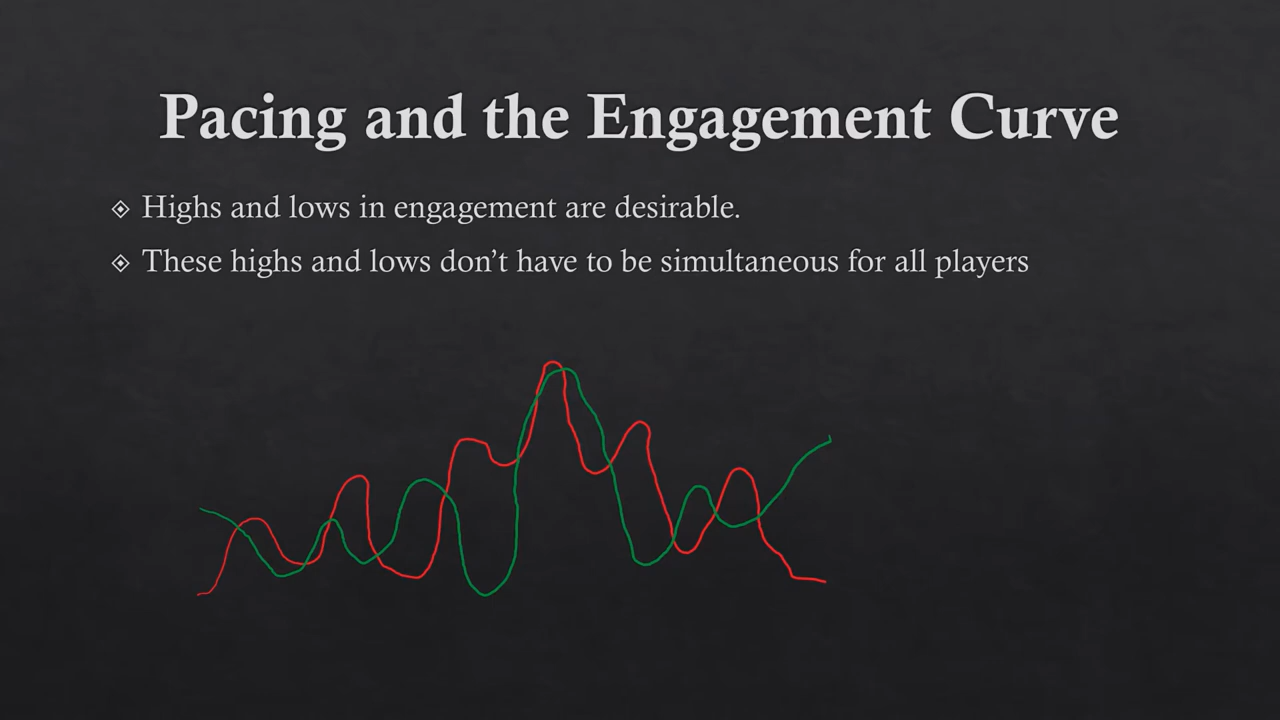 Pacing and the Engagement Curve
Highs and lows in engagement are desirable.
These highs and lows don’t have to be simultaneous for all players